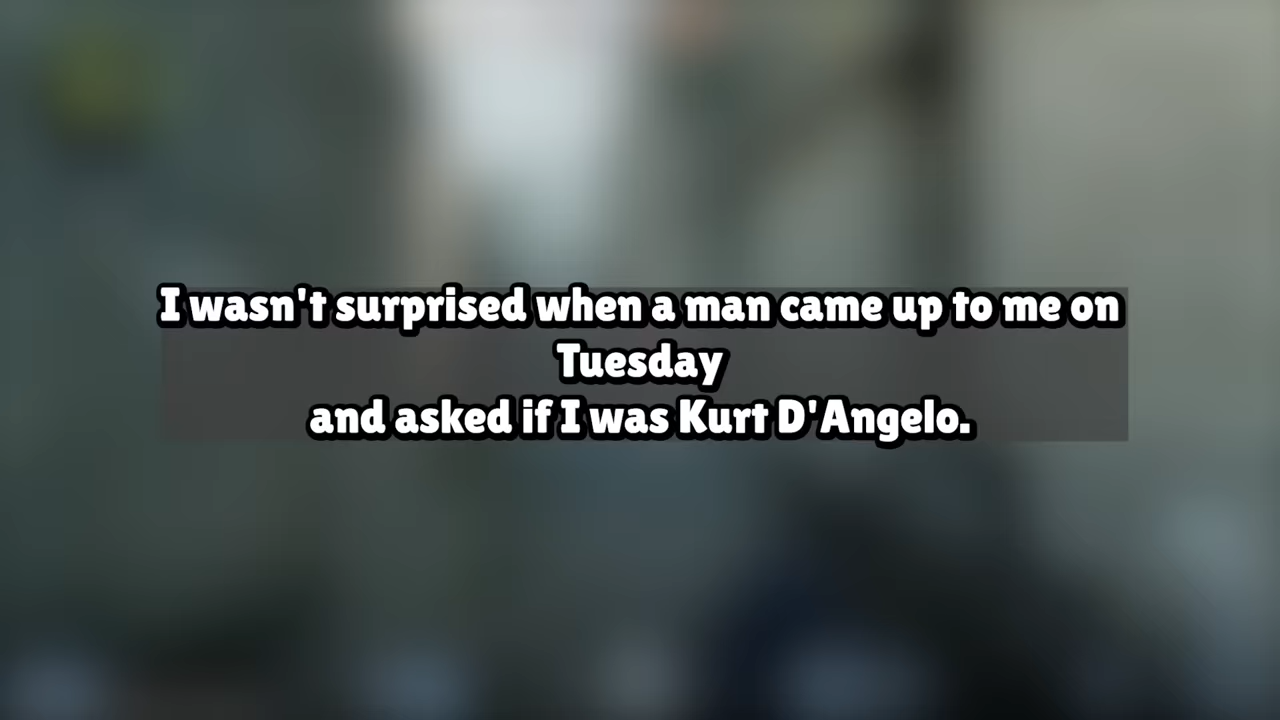 I wasn't surprised when a man came up to me on
Tuesday
and asked if I was Kurt D'Angelo.